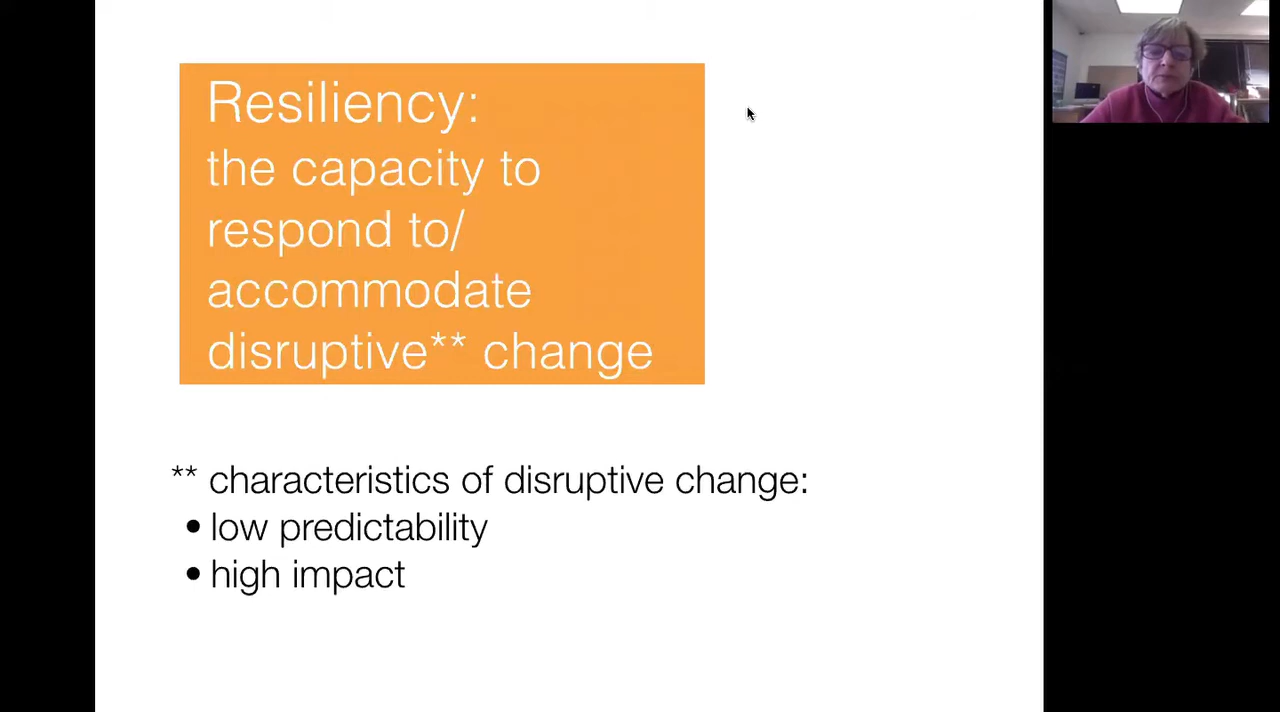 Resiliency:
the capacity to
respond to/
accommodate
disruptive** change
** characteristics of disruptive change:
• low predictability
• high impact